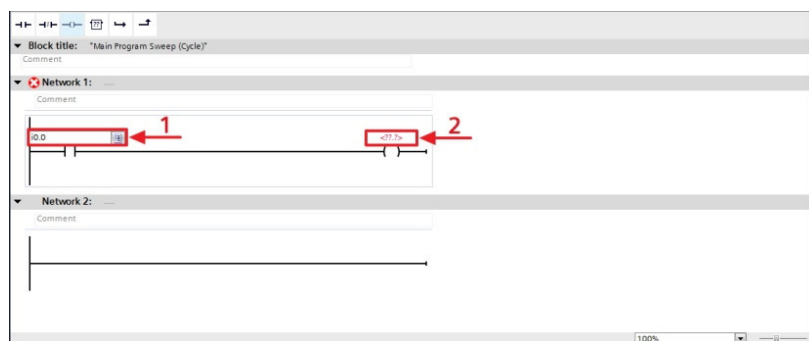 ??
Block title: "Main Program Sweep (Cycle)"
Comment
Network 1: .....
Comment
1
2
i0.0
<??.?>
Network 2: .....
Comment
100%